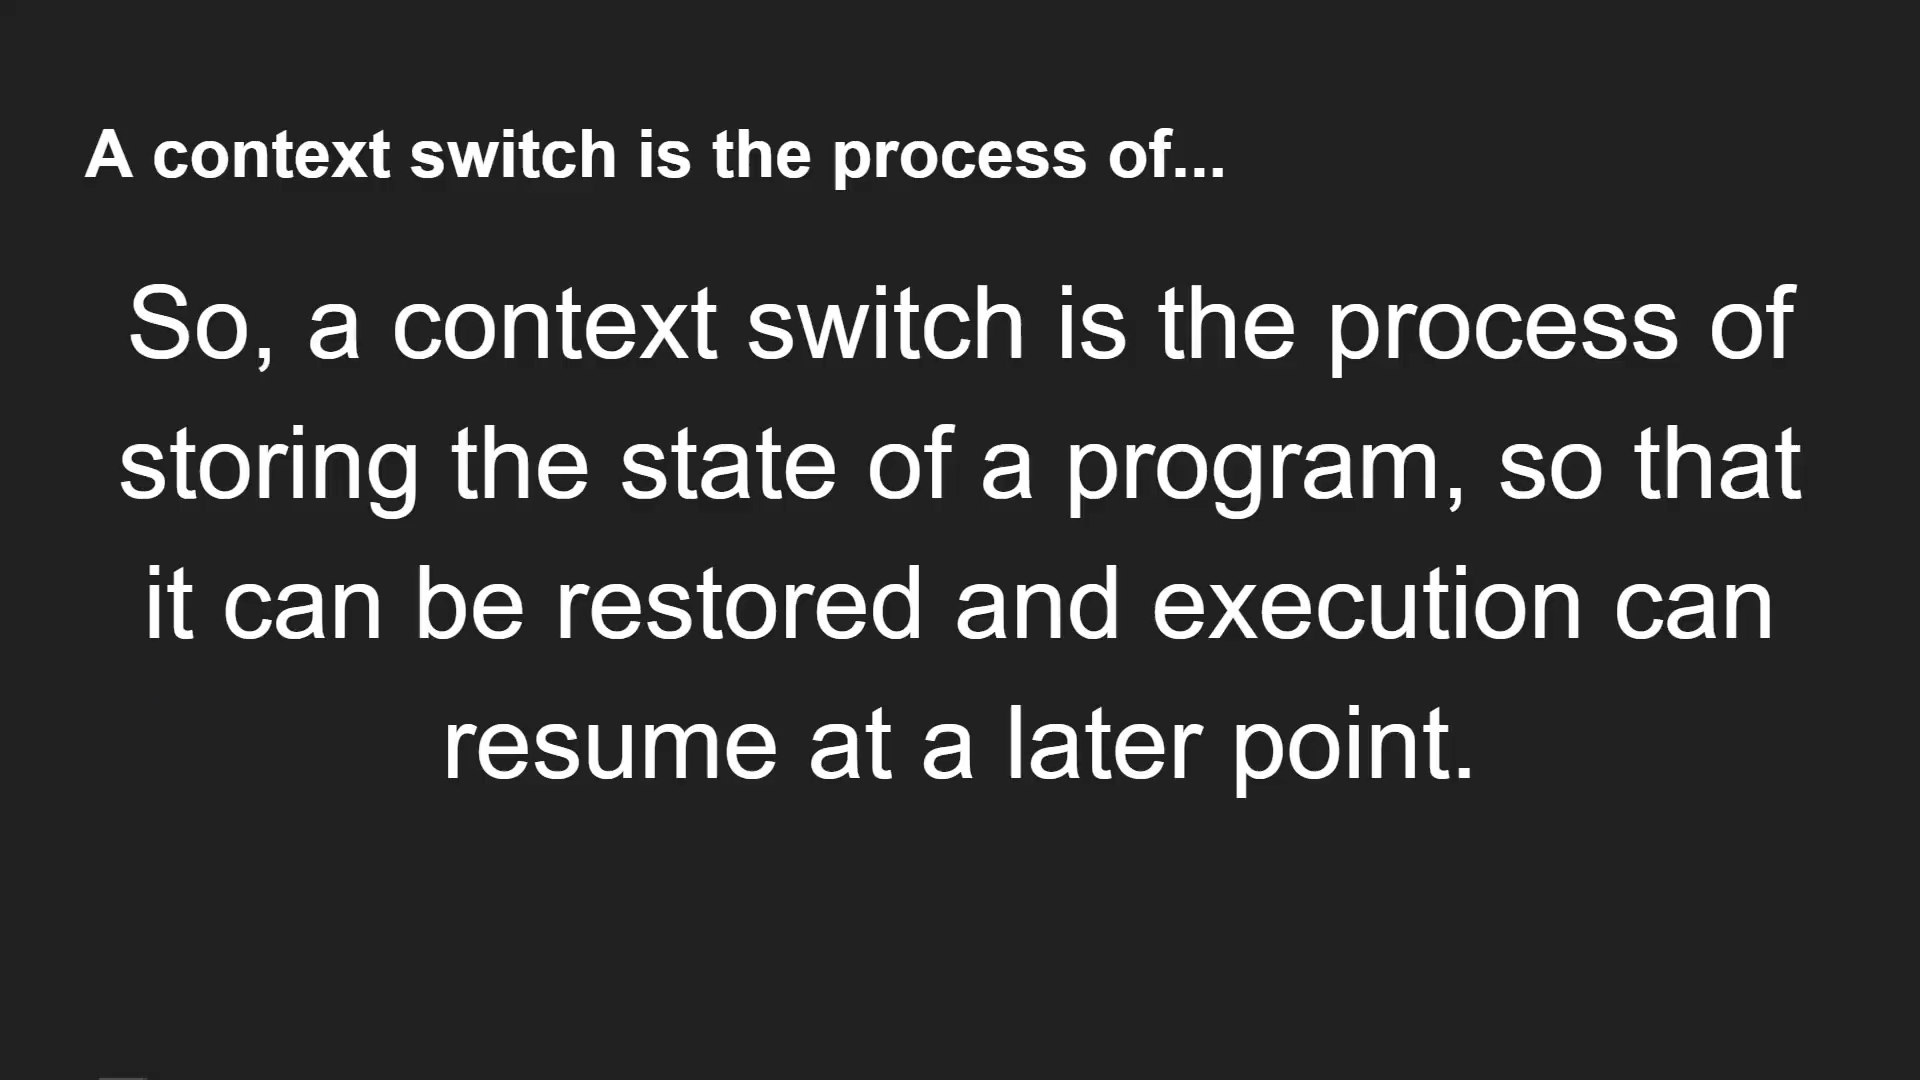 A context switch is the process of...
So, a context switch is the process of
storing the state of a program, so that
it can be restored and execution can
resume at a later point.